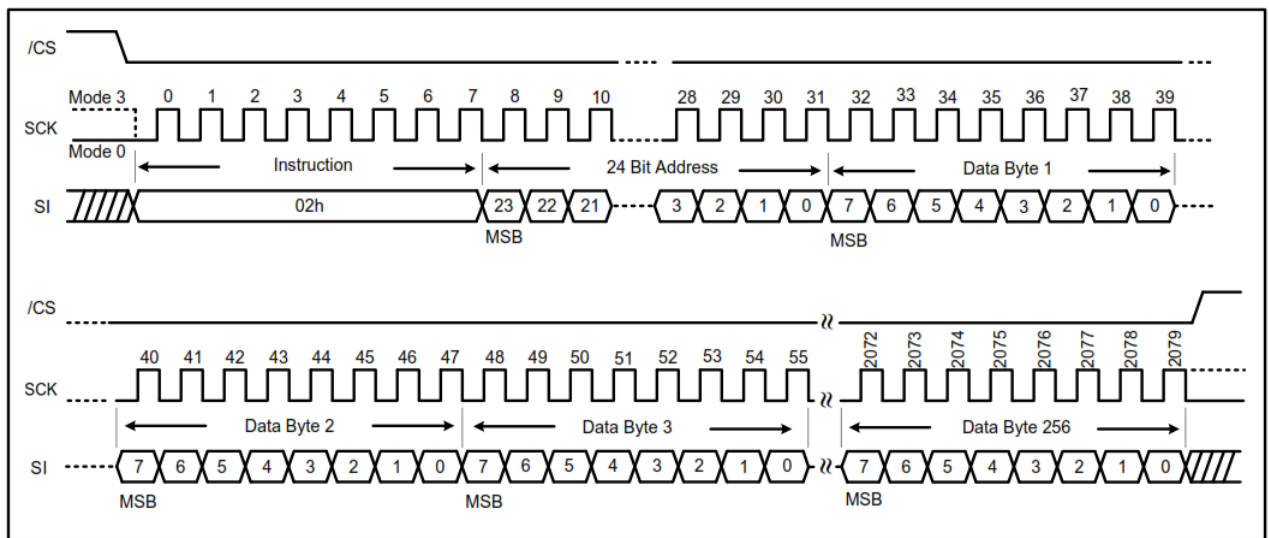 /CS
Mode 3 0 1 2 3 4 5 6 7 8 9 10 28 29 30 31 32 33 34 35 36 37 38 39
SCK
Mode 0
Instruction 24 Bit Address Data Byte 1
SI 02h 23 22 21 3 2 1 0 7 6 5 4 3 2 1 0
MSB MSB
/CS
40 41 42 43 44 45 46 47 48 49 50 51 52 53 54 55 2072 2073 2074 2075 2076 2077 2078 2079
SCK
Data Byte 2 Data Byte 3 Data Byte 256
SI 7 6 5 4 3 2 1 0 7 6 5 4 3 2 1 0 7 6 5 4 3 2 1 0
MSB MSB MSB